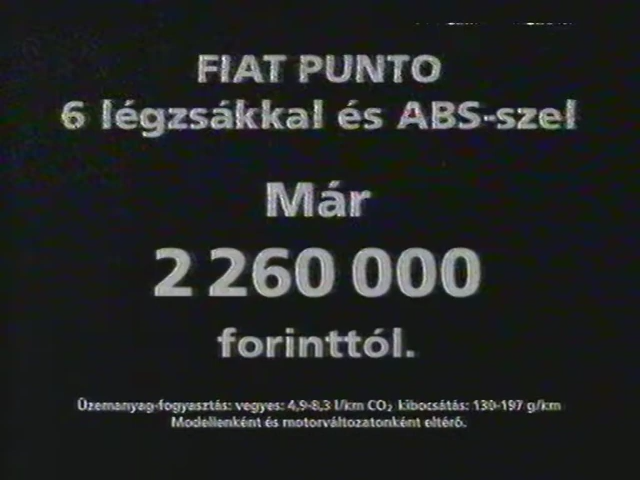 FIAT PUNTO
6 légzsákkal és ABS-szel
Már
2 260 000
forinttól.
Üzemanyag-fogyasztás: vegyes: 4,9-8,3 l/km CO₂ kibocsátás: 130-197 g/km
Modellenként és motorváltozatonként eltérő.